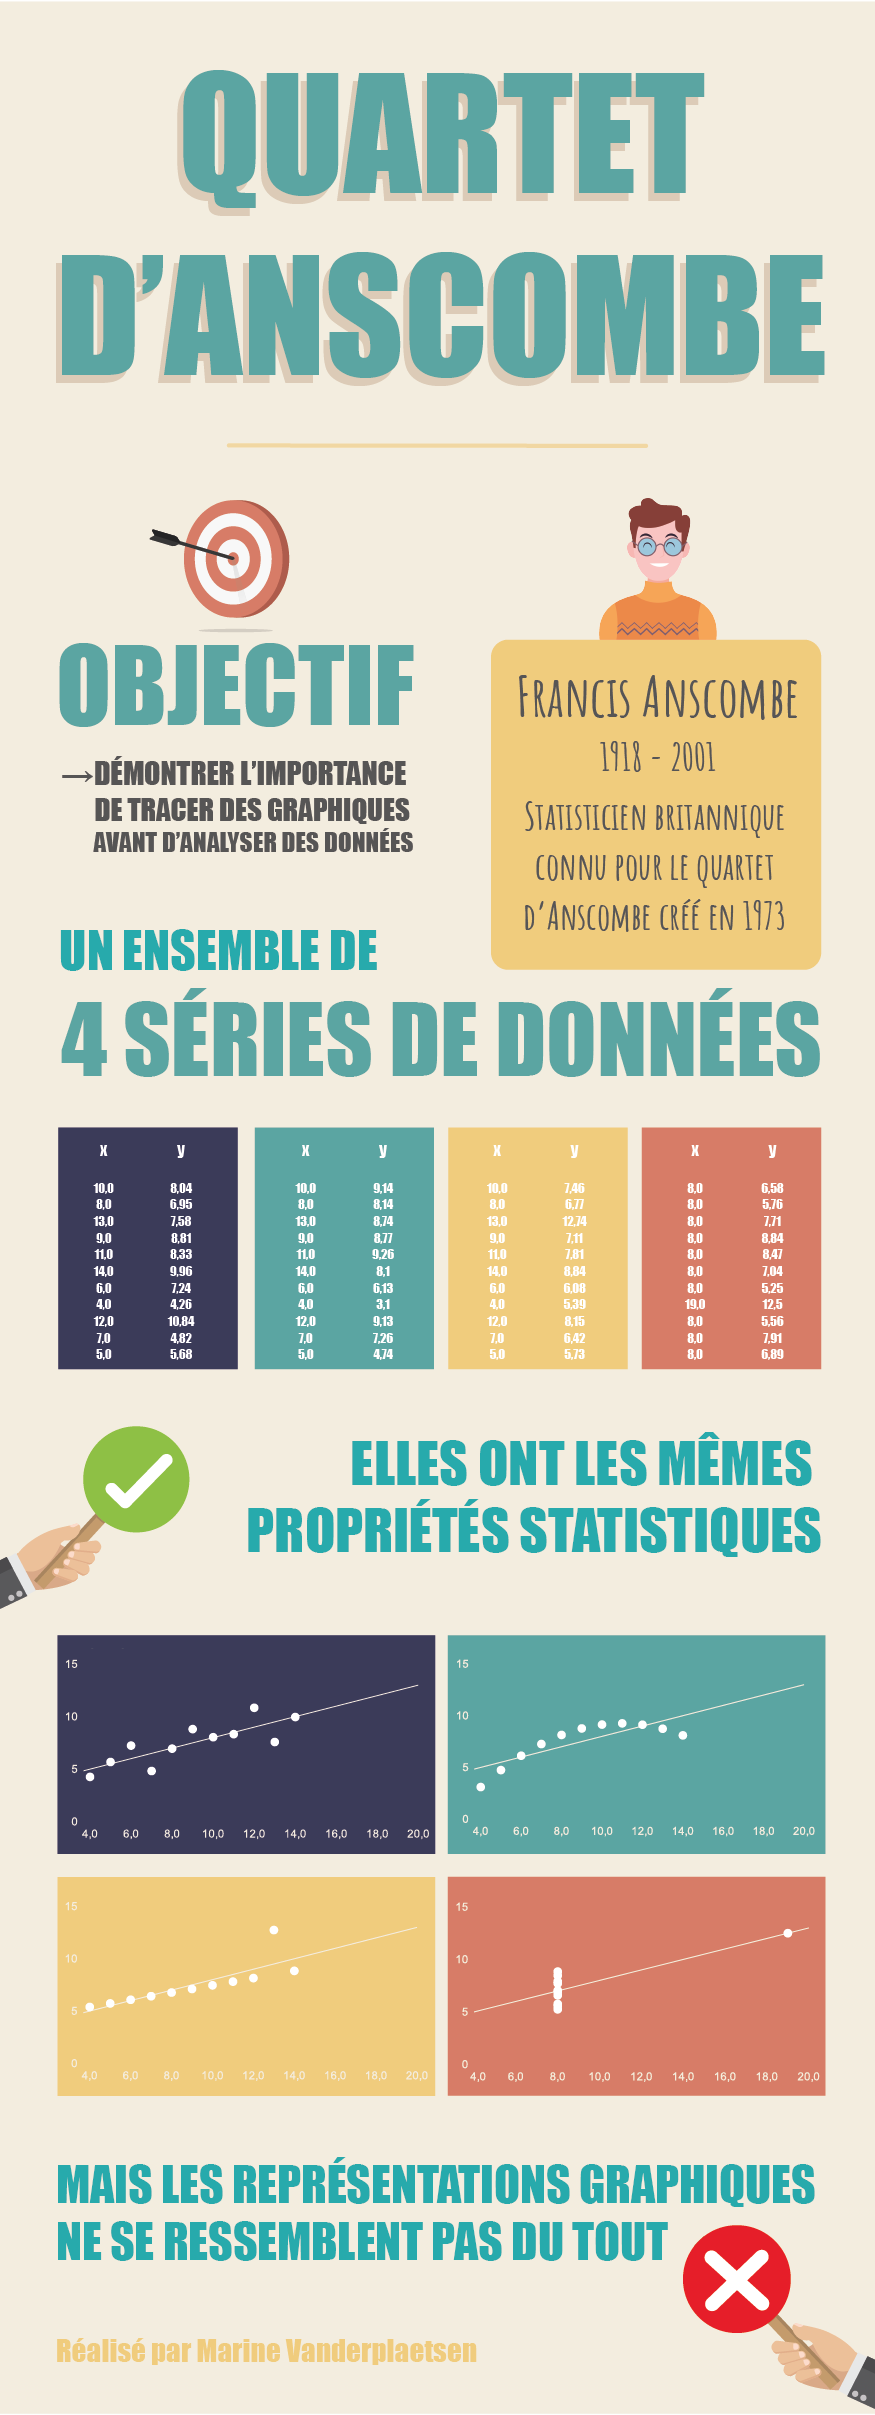 QUARTET
D'ANSCOMBE
OBJECTIF
→DÉMONTRER L'IMPORTANCE
DE TRACER DES GRAPHIQUES
AVANT D'ANALYSER DES DONNÉES
FRANCIS ANSCOMBE
1918 - 2001
STATISTICIEN BRITANNIQUE
CONNU POUR LE QUARTET
D'ANSCOMBE CRÉÉ EN 1973
UN ENSEMBLE DE
4 SÉRIES DE DONNÉES
x y
10,0 8,04
8,0 6,95
13,0 7,58
9,0 8,81
11,0 8,33
14,0 9,96
6,0 7,24
4,0 4,26
12,0 10,84
7,0 4,82
5,0 5,68
x y
10,0 9,14
8,0 8,14
13,0 8,74
9,0 8,77
11,0 9,26
14,0 8,1
6,0 6,13
4,0 3,1
12,0 9,13
7,0 7,26
5,0 4,74
x y
10,0 7,46
8,0 6,77
13,0 12,74
9,0 7,11
11,0 7,81
14,0 8,84
6,0 6,08
4,0 5,39
12,0 8,15
7,0 6,42
5,0 5,73
x y
8,0 6,58
8,0 5,76
8,0 7,71
8,0 8,84
8,0 8,47
8,0 7,04
8,0 5,25
19,0 12,5
8,0 5,56
8,0 7,91
8,0 6,89
ELLES ONT LES MÊMES
PROPRIÉTÉS STATISTIQUES
15
10
5
0
4,0 6,0 8,0 10,0 12,0 14,0 16,0 18,0 20,0
15
10
5
0
4,0 6,0 8,0 10,0 12,0 14,0 16,0 18,0 20,0
15
10
5
0
4,0 6,0 8,0 10,0 12,0 14,0 16,0 18,0 20,0
15
10
5
0
4,0 6,0 8,0 10,0 12,0 14,0 16,0 18,0 20,0
MAIS LES REPRÉSENTATIONS GRAPHIQUES
NE SE RESSEMBLENT PAS DU TOUT
Réalisé par Marine Vanderplaetsen